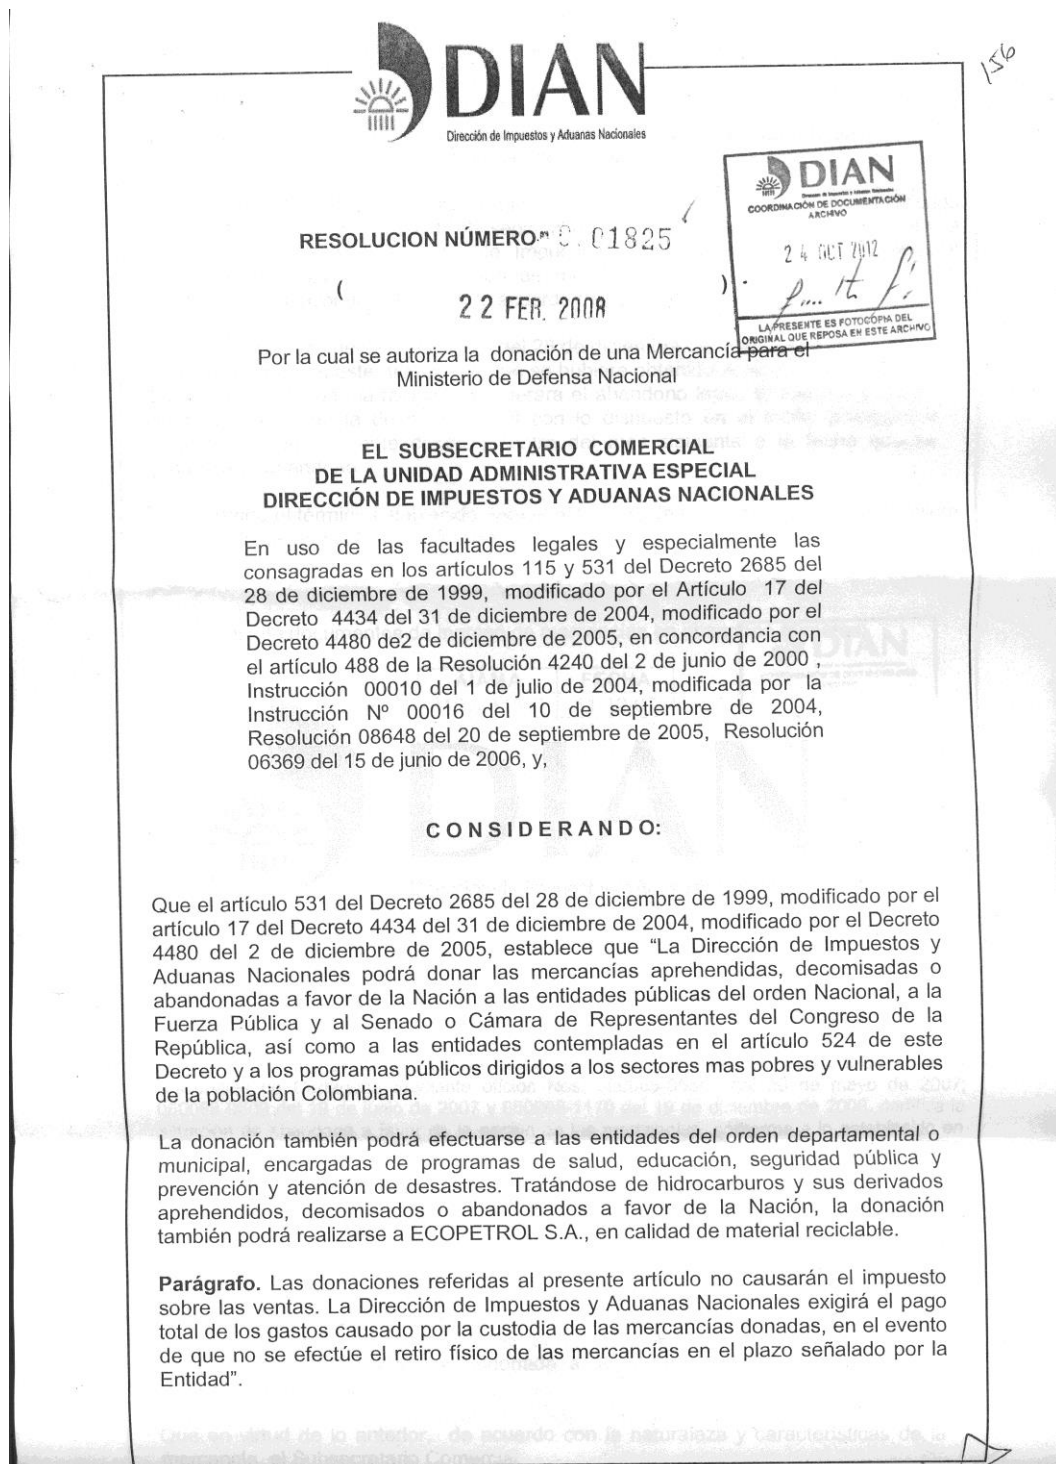 156
DIAN
Dirección de Impuestos y Aduanas Nacionales
DIAN
COORDINACIÓN DE DOCUMENTACIÓN
ARCHIVO
24 OCT 2012
LA PRESENTE ES FOTOCOPIA DEL
ORIGINAL QUE REPOSA EN ESTE ARCHIVO
RESOLUCION NÚMERO 01825
( 22 FEB. 2008 )
Por la cual se autoriza la donación de una Mercancía para el
Ministerio de Defensa Nacional
EL SUBSECRETARIO COMERCIAL
DE LA UNIDAD ADMINISTRATIVA ESPECIAL
DIRECCIÓN DE IMPUESTOS Y ADUANAS NACIONALES
En uso de las facultades legales y especialmente las
consagradas en los artículos 115 y 531 del Decreto 2685 del
28 de diciembre de 1999, modificado por el Artículo 17 del
Decreto 4434 del 31 de diciembre de 2004, modificado por el
Decreto 4480 de2 de diciembre de 2005, en concordancia con
el artículo 488 de la Resolución 4240 del 2 de junio de 2000 ,
Instrucción 00010 del 1 de julio de 2004, modificada por la
Instrucción Nº 00016 del 10 de septiembre de 2004,
Resolución 08648 del 20 de septiembre de 2005, Resolución
06369 del 15 de junio de 2006, y,
CONSIDERANDO:
Que el artículo 531 del Decreto 2685 del 28 de diciembre de 1999, modificado por el
artículo 17 del Decreto 4434 del 31 de diciembre de 2004, modificado por el Decreto
4480 del 2 de diciembre de 2005, establece que “La Dirección de Impuestos y
Aduanas Nacionales podrá donar las mercancías aprehendidas, decomisadas o
abandonadas a favor de la Nación a las entidades públicas del orden Nacional, a la
Fuerza Pública y al Senado o Cámara de Representantes del Congreso de la
República, así como a las entidades contempladas en el artículo 524 de este
Decreto y a los programas públicos dirigidos a los sectores mas pobres y vulnerables
de la población Colombiana.
La donación también podrá efectuarse a las entidades del orden departamental o
municipal, encargadas de programas de salud, educación, seguridad pública y
prevención y atención de desastres. Tratándose de hidrocarburos y sus derivados
aprehendidos, decomisados o abandonados a favor de la Nación, la donación
también podrá realizarse a ECOPETROL S.A., en calidad de material reciclable.
Parágrafo. Las donaciones referidas al presente artículo no causarán el impuesto
sobre las ventas. La Dirección de Impuestos y Aduanas Nacionales exigirá el pago
total de los gastos causado por la custodia de las mercancías donadas, en el evento
de que no se efectúe el retiro físico de las mercancías en el plazo señalado por la
Entidad”.